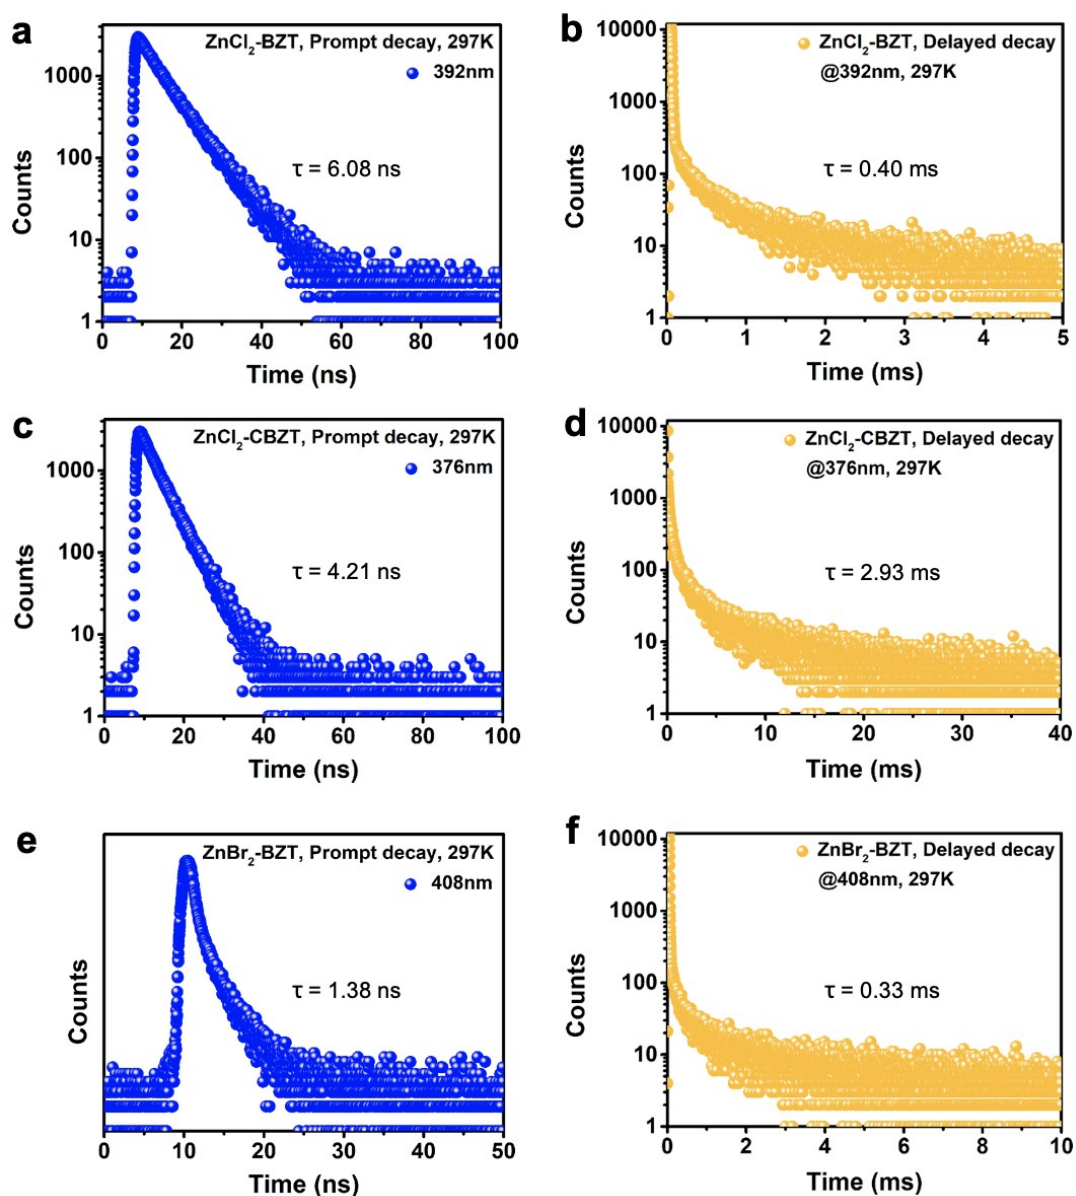 a
ZnCl₂-BZT, Prompt decay, 297K
392nm
τ = 6.08 ns
Counts
1000
100
10
1
0 20 40 60 80 100
Time (ns)
b
ZnCl₂-BZT, Delayed decay
@392nm, 297K
τ = 0.40 ms
Counts
10000
1000
100
10
1
0 1 2 3 4 5
Time (ms)
c
ZnCl₂-CBZT, Prompt decay, 297K
376nm
τ = 4.21 ns
Counts
1000
100
10
1
0 20 40 60 80 100
Time (ns)
d
ZnCl₂-CBZT, Delayed decay
@376nm, 297K
τ = 2.93 ms
Counts
10000
1000
100
10
1
0 10 20 30 40
Time (ms)
e
ZnBr₂-BZT, Prompt decay, 297K
408nm
τ = 1.38 ns
Counts
0 10 20 30 40 50
Time (ns)
f
ZnBr₂-BZT, Delayed decay
@408nm, 297K
τ = 0.33 ms
Counts
10000
1000
100
10
1
0 2 4 6 8 10
Time (ms)